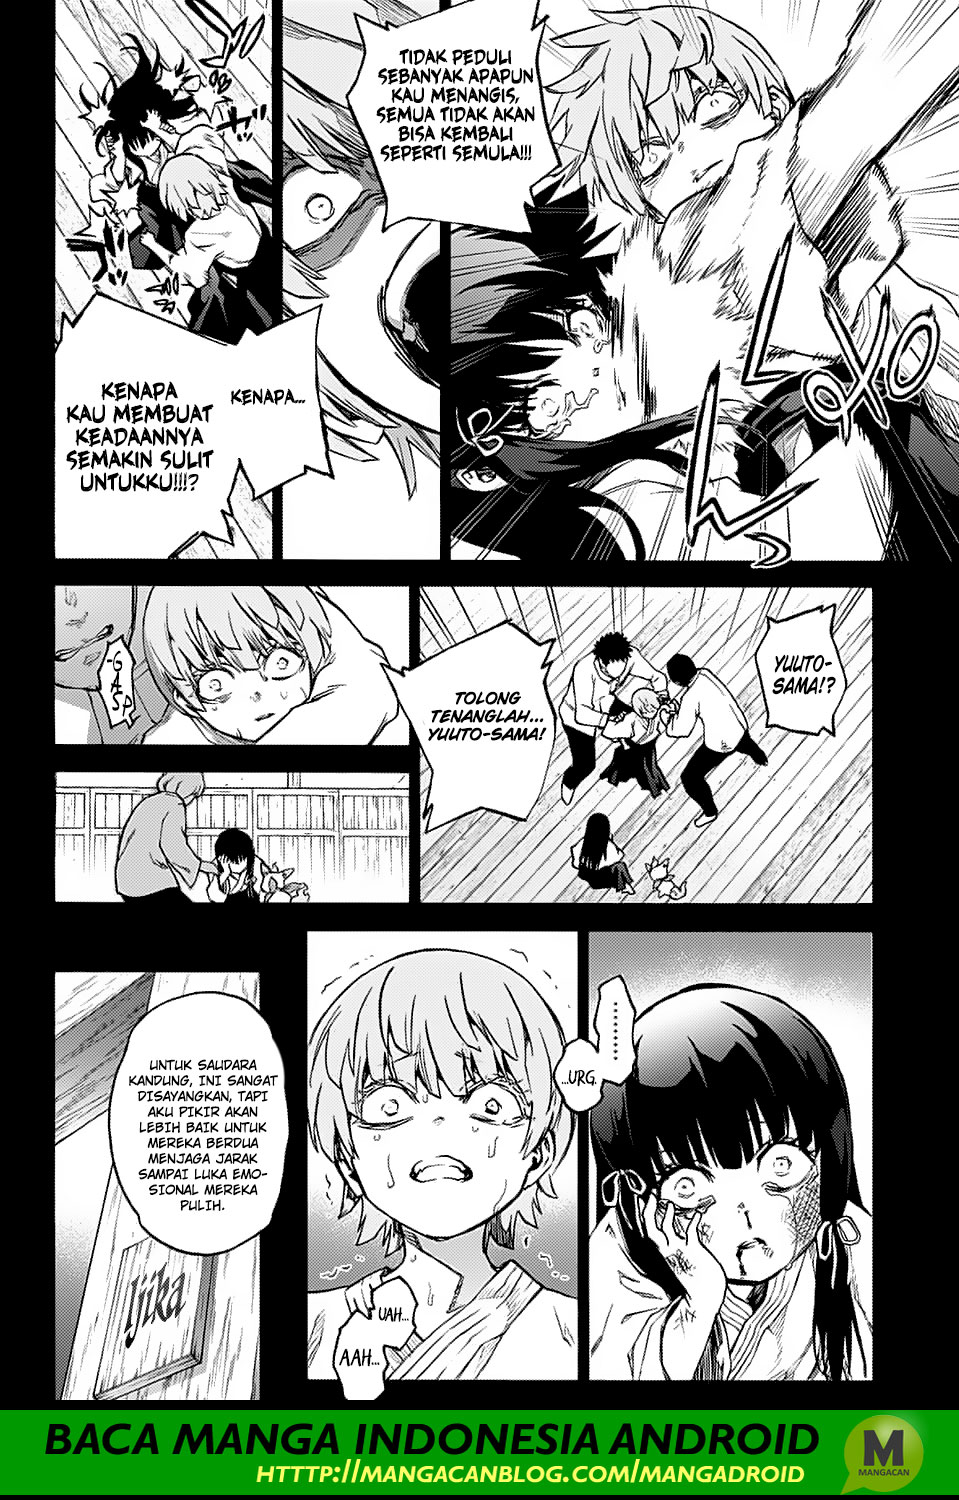 TIDAK PEDULI
SEBANYAK APAPUN
KAU MENANGIS,
SEMUA TIDAK AKAN
BISA KEMBALI
SEPERTI SEMULA!!!
KENAPA...
KENAPA
KAU MEMBUAT
KEADAANNYA
SEMAKIN SULIT
UNTUKKU!!!?
YUUTO-
SAMA!?
TOLONG
TENANGLAH...
YUUTO-SAMA!
-GASP
.........
...URG.
UAH...
AAH...
UNTUK SAUDARA
KANDUNG, INI SANGAT
DISAYANGKAN, TAPI
AKU PIKIR AKAN
LEBIH BAIK UNTUK
MEREKA BERDUA
MENJAGA JARAK
SAMPAI LUKA EMO-
SIONAL MEREKA
PULIH.
Ijika
BACA MANGA INDONESIA ANDROID
HTTTP://MANGACANBLOG.COM/MANGADROID
M
MANGACAN